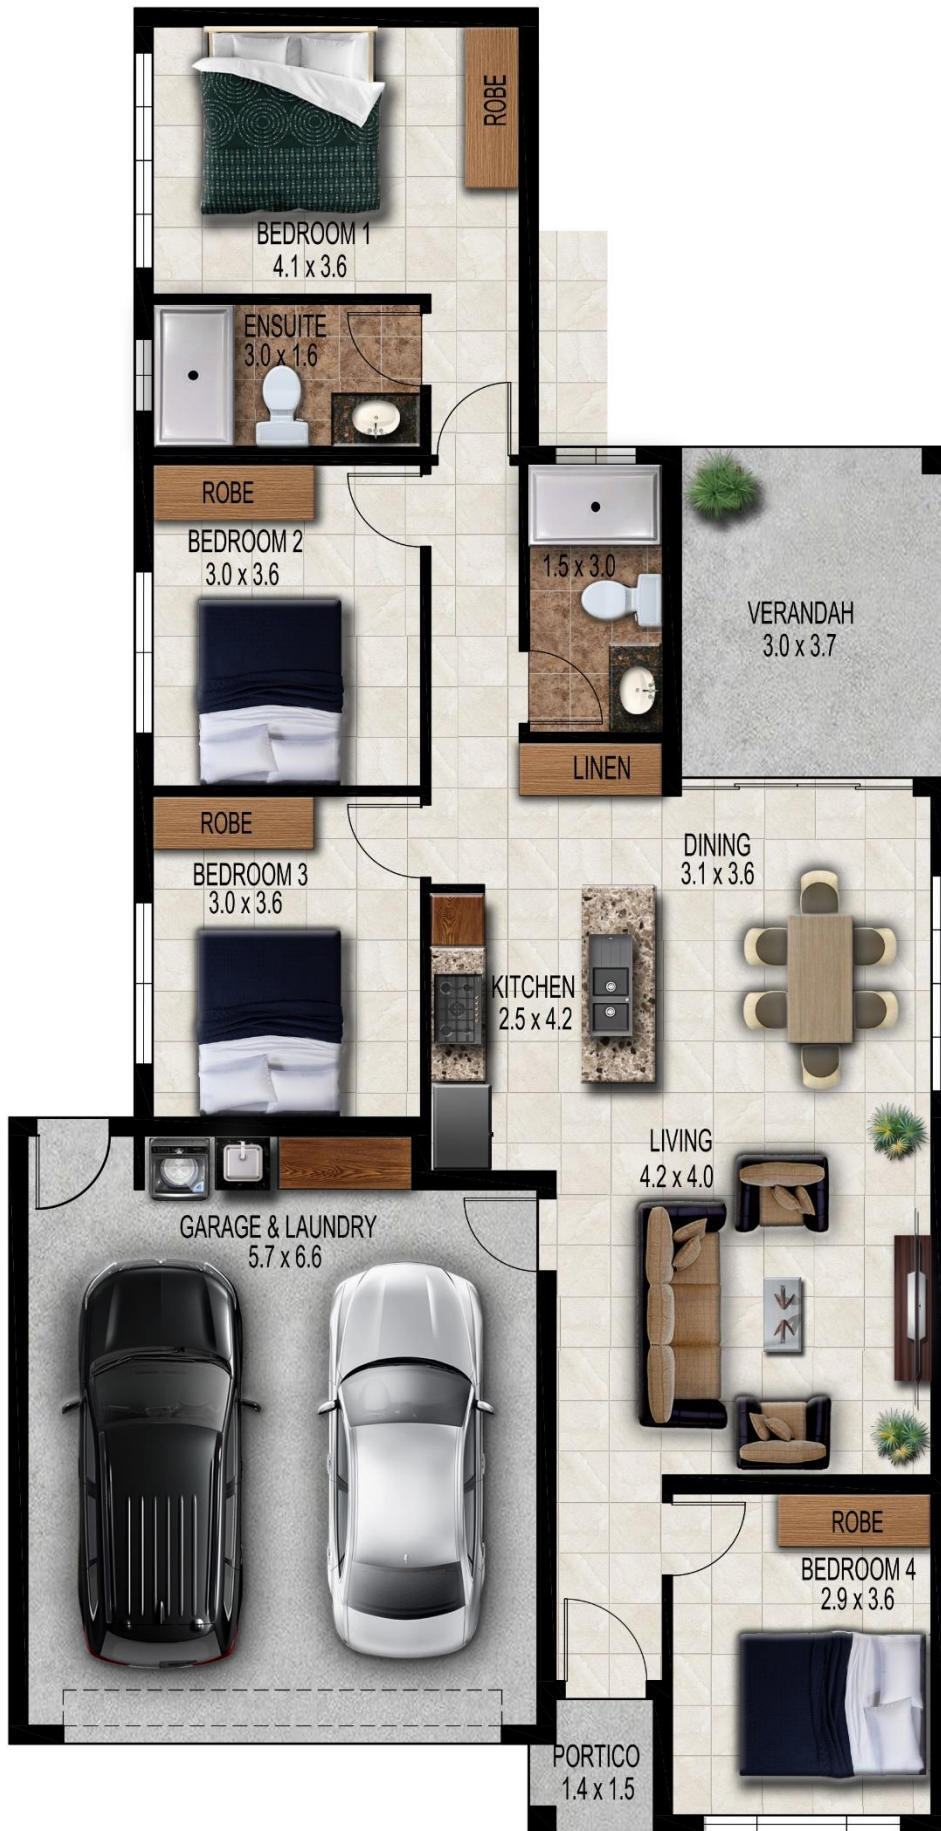 ROBE
BEDROOM 1
4.1 x 3.6
ENSUITE
3.0 x 1.6
ROBE
BEDROOM 2
3.0 x 3.6
1.5 x 3.0
VERANDAH
3.0 x 3.7
LINEN
ROBE
BEDROOM 3
3.0 x 3.6
DINING
3.1 x 3.6
KITCHEN
2.5 x 4.2
LIVING
4.2 x 4.0
GARAGE & LAUNDRY
5.7 x 6.6
ROBE
BEDROOM 4
2.9 x 3.6
PORTICO
1.4 x 1.5